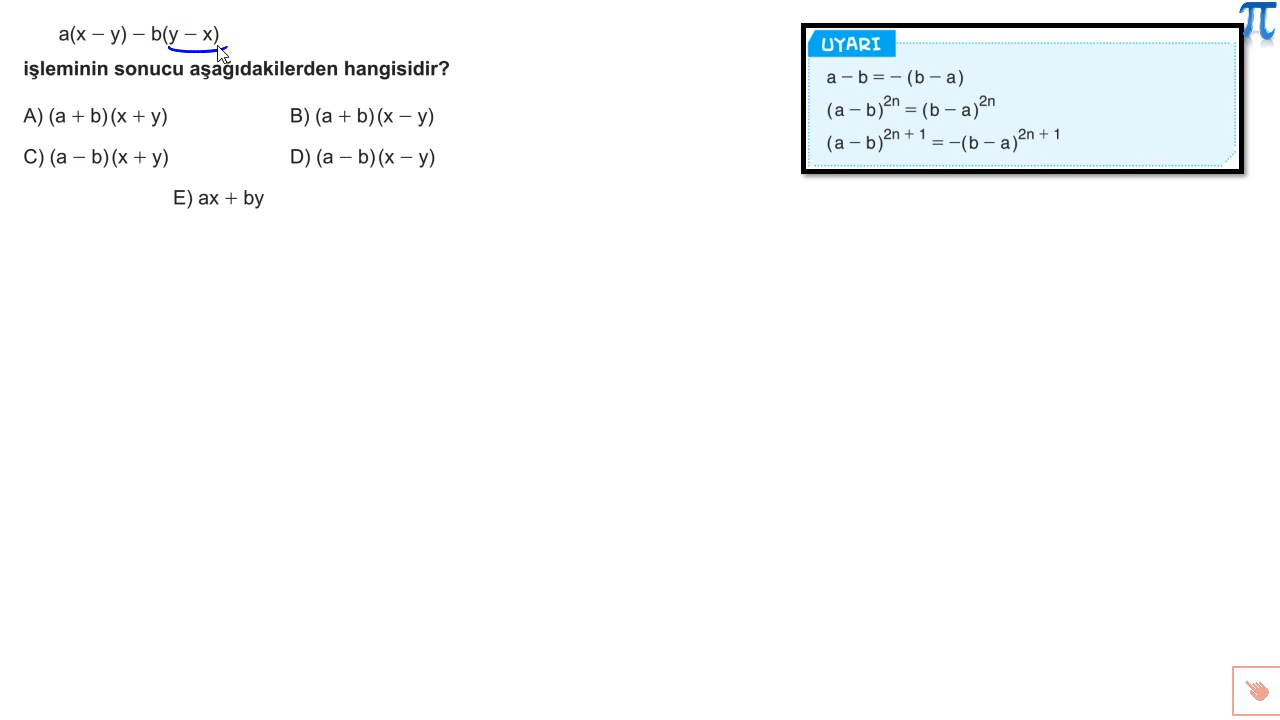 a(x − y) − b(y − x)
işleminin sonucu aşağıdakilerden hangisidir?
A) (a + b)(x + y)
B) (a + b)(x − y)
C) (a − b)(x + y)
D) (a − b)(x − y)
E) ax + by
UYARI
a − b = − (b − a)
(a − b)^{2n} = (b − a)^{2n}
(a − b)^{2n + 1} = −(b − a)^{2n + 1}
π